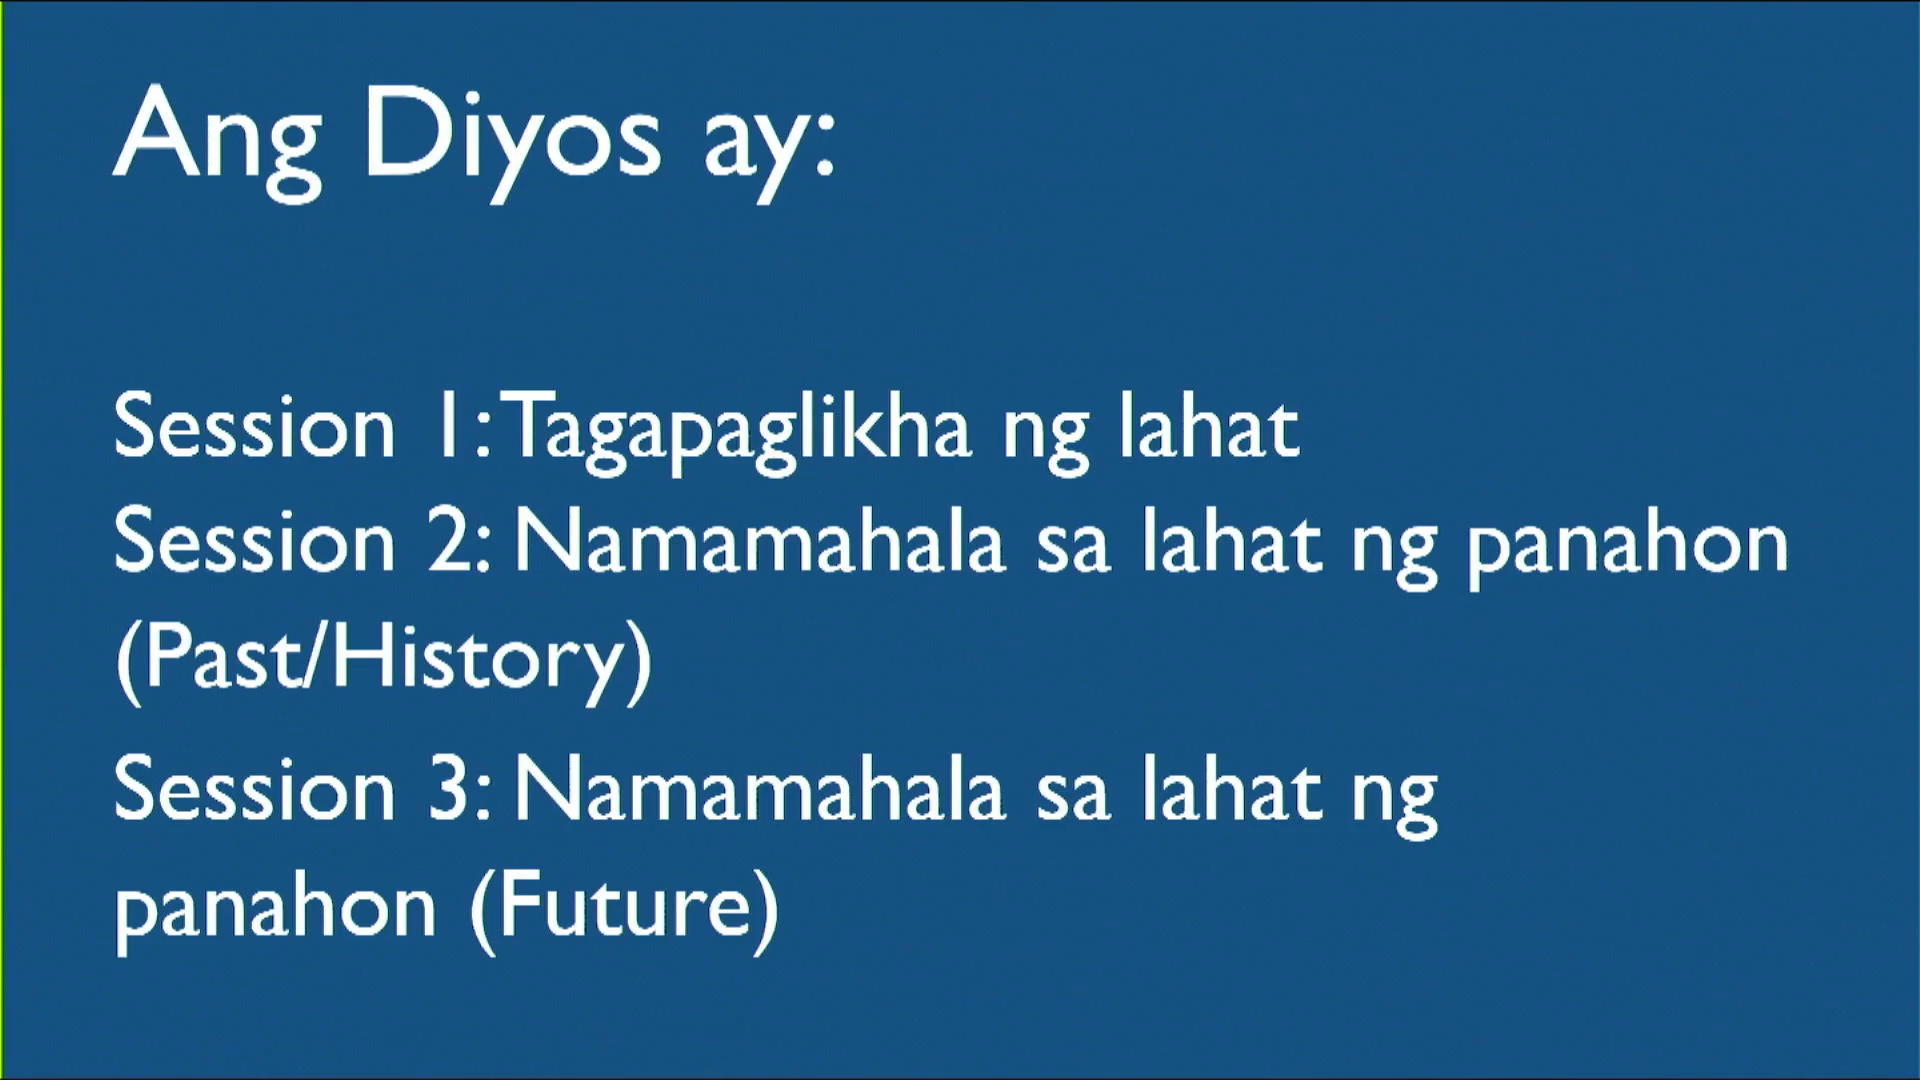 Ang Diyos ay:
Session 1: Tagapaglikha ng lahat
Session 2: Namamahala sa lahat ng panahon
(Past/History)
Session 3: Namamahala sa lahat ng
panahon (Future)